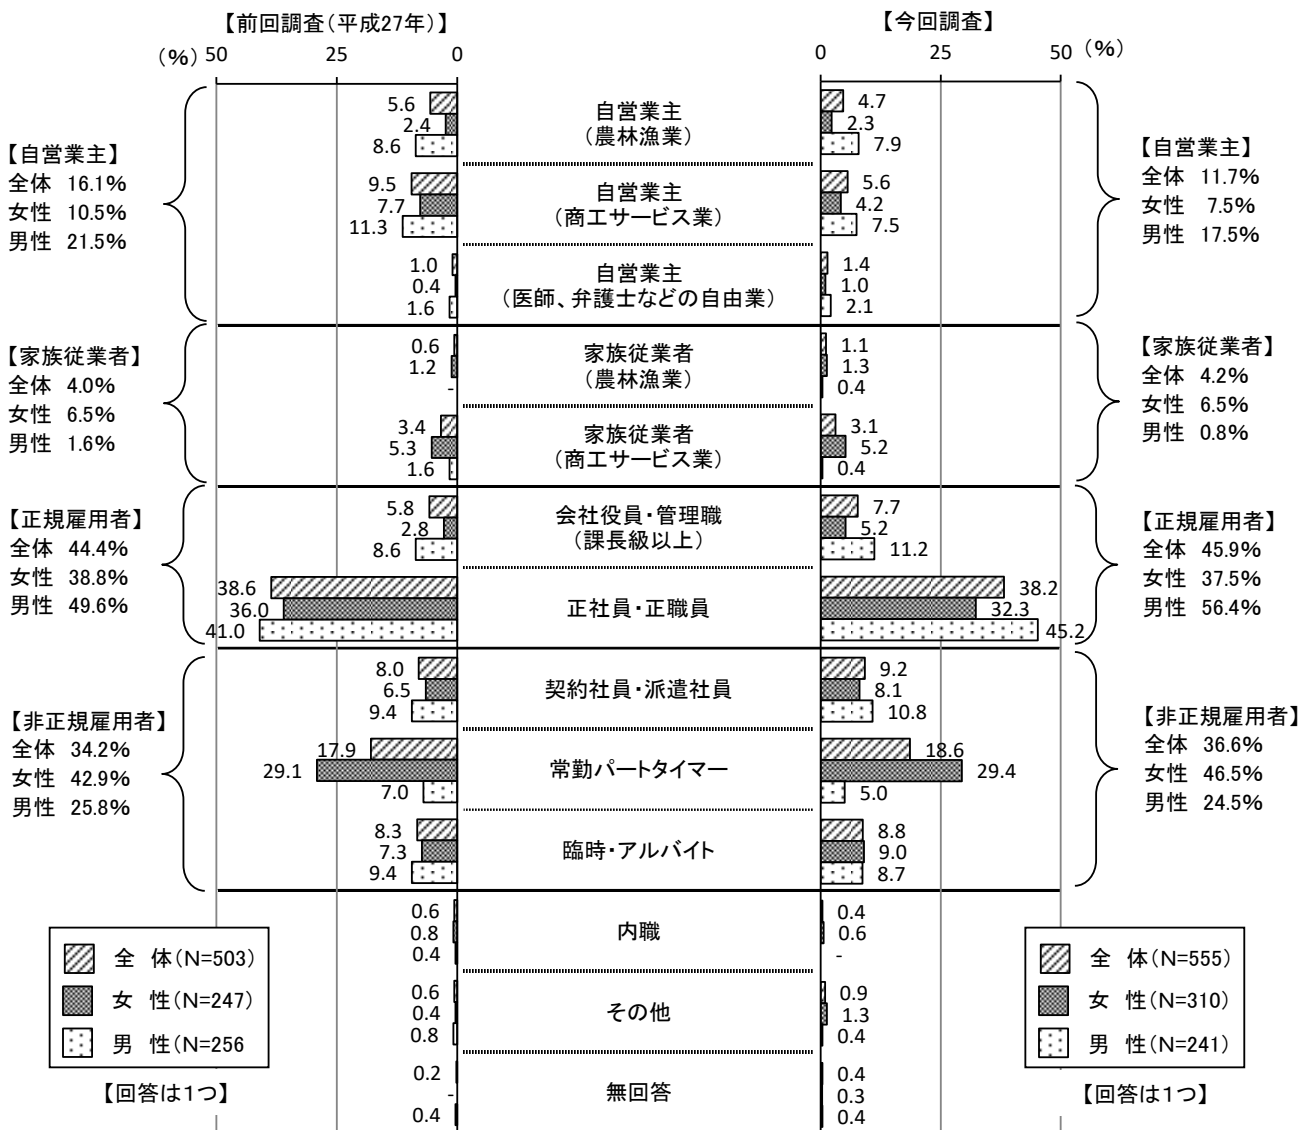 【前回調査(平成27年)】
【今回調査】
(%) 50 25 0
0 25 50 (%)
【自営業主】
全体 16.1%
女性 10.5%
男性 21.5%
5.6
2.4
8.6
自営業主
(農林漁業)
4.7
2.3
7.9
9.5
7.7
11.3
自営業主
(商工サービス業)
5.6
4.2
7.5
1.0
0.4
1.6
自営業主
(医師、弁護士などの自由業)
1.4
1.0
2.1
【自営業主】
全体 11.7%
女性 7.5%
男性 17.5%
【家族従業者】
全体 4.0%
女性 6.5%
男性 1.6%
0.6
1.2
-
家族従業者
(農林漁業)
1.1
1.3
0.4
3.4
5.3
1.6
家族従業者
(商工サービス業)
3.1
5.2
0.4
【家族従業者】
全体 4.2%
女性 6.5%
男性 0.8%
【正規雇用者】
全体 44.4%
女性 38.8%
男性 49.6%
5.8
2.8
8.6
会社役員・管理職
(課長級以上)
7.7
5.2
11.2
38.6
36.0
41.0
正社員・正職員
38.2
32.3
45.2
【正規雇用者】
全体 45.9%
女性 37.5%
男性 56.4%
【非正規雇用者】
全体 34.2%
女性 42.9%
男性 25.8%
8.0
6.5
9.4
契約社員・派遣社員
9.2
8.1
10.8
17.9
29.1
7.0
常勤パートタイマー
18.6
29.4
5.0
8.3
7.3
9.4
臨時・アルバイト
8.8
9.0
8.7
【非正規雇用者】
全体 36.6%
女性 46.5%
男性 24.5%
0.6
0.8
0.4
内職
0.4
0.6
-
0.6
0.4
0.8
その他
0.9
1.3
0.4
0.2
-
0.4
無回答
0.4
0.3
0.4
全 体(N=503)
女 性(N=247)
男 性(N=256
【回答は1つ】
全 体(N=555)
女 性(N=310)
男 性(N=241)
【回答は1つ】